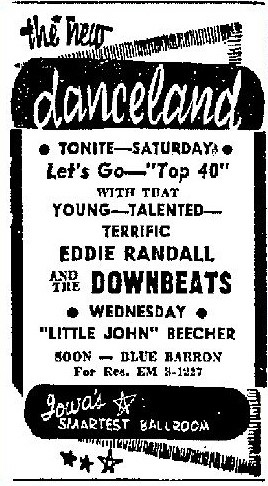 the new
danceland
● TONITE—SATURDAY ●
Let's Go—"Top 40"
WITH THAT
YOUNG—TALENTED—
TERRIFIC
EDDIE RANDALL
AND THE DOWNBEATS
● WEDNESDAY ●
"LITTLE JOHN" BEECHER
SOON — BLUE BARRON
For Res. EM 3-1227
Iowa's ☆
SMARTEST BALLROOM